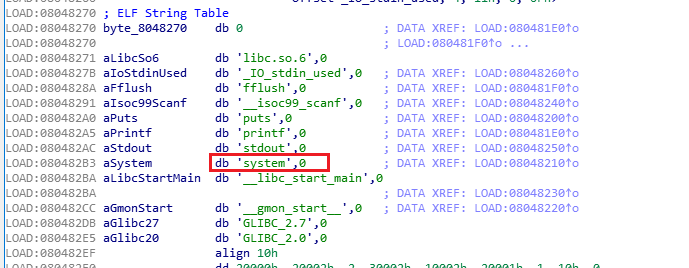 LOAD:08048270 ; ELF String Table
LOAD:08048270 byte_8048270 db 0 ; DATA XREF: LOAD:080481E0↑o
LOAD:08048270 ; LOAD:080481F0↑o ...
LOAD:08048271 aLibcSo6 db 'libc.so.6',0
LOAD:0804827B aIoStdinUsed db '_IO_stdin_used',0 ; DATA XREF: LOAD:08048260↑o
LOAD:0804828A aFflush db 'fflush',0 ; DATA XREF: LOAD:080481F0↑o
LOAD:08048291 aIsoc99Scanf db '__isoc99_scanf',0 ; DATA XREF: LOAD:08048240↑o
LOAD:080482A0 aPuts db 'puts',0 ; DATA XREF: LOAD:08048200↑o
LOAD:080482A5 aPrintf db 'printf',0 ; DATA XREF: LOAD:080481E0↑o
LOAD:080482AC aStdout db 'stdout',0 ; DATA XREF: LOAD:08048250↑o
LOAD:080482B3 aSystem db 'system',0 ; DATA XREF: LOAD:08048210↑o
LOAD:080482BA aLibcStartMain db '__libc_start_main',0
LOAD:080482BA ; DATA XREF: LOAD:08048230↑o
LOAD:080482CC aGmonStart db '__gmon_start__',0 ; DATA XREF: LOAD:08048220↑o
LOAD:080482DB aGlibc27 db 'GLIBC_2.7',0
LOAD:080482E5 aGlibc20 db 'GLIBC_2.0',0
LOAD:080482EF align 10h